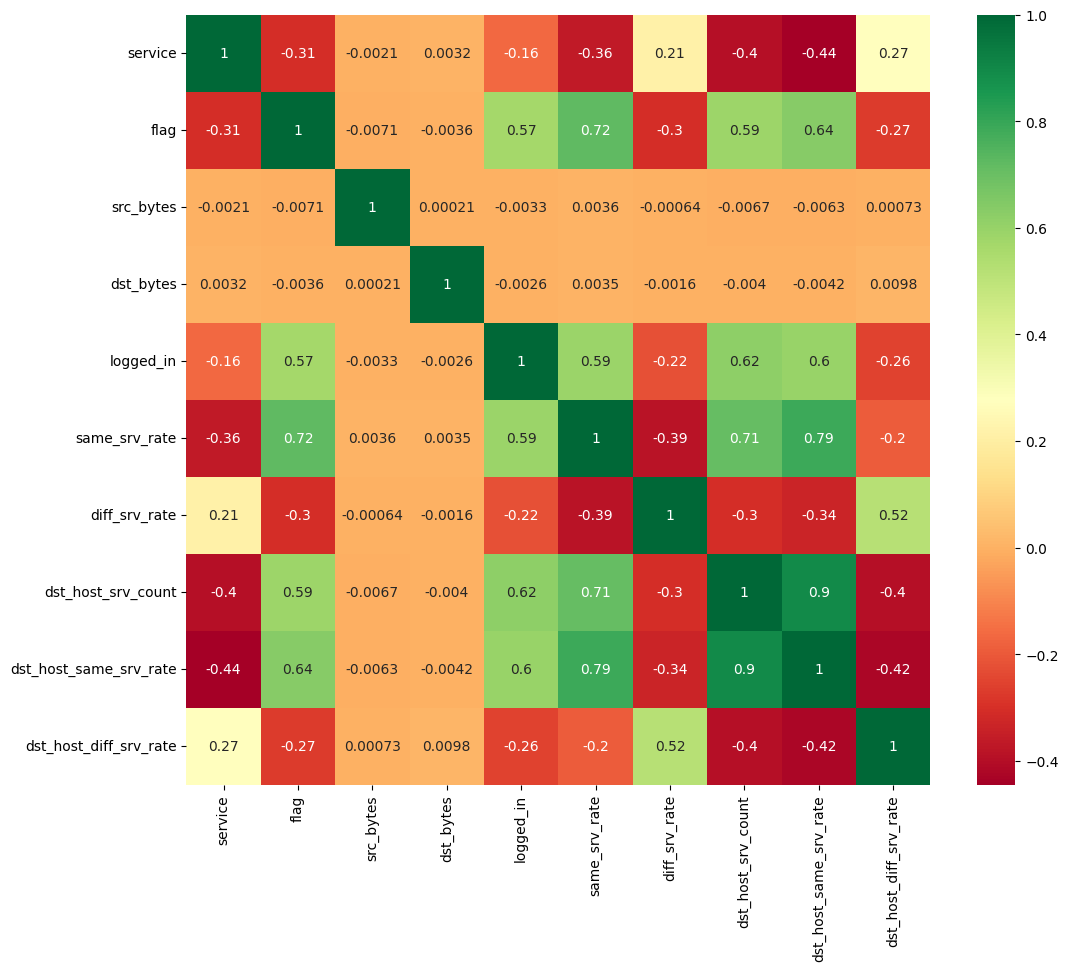 service 1 -0.31 -0.0021 0.0032 -0.16 -0.36 0.21 -0.4 -0.44 0.27
flag -0.31 1 -0.0071 -0.0036 0.57 0.72 -0.3 0.59 0.64 -0.27
src_bytes -0.0021 -0.0071 1 0.00021 -0.0033 0.0036 -0.00064 -0.0067 -0.0063 0.00073
dst_bytes 0.0032 -0.0036 0.00021 1 -0.0026 0.0035 -0.0016 -0.004 -0.0042 0.0098
logged_in -0.16 0.57 -0.0033 -0.0026 1 0.59 -0.22 0.62 0.6 -0.26
same_srv_rate -0.36 0.72 0.0036 0.0035 0.59 1 -0.39 0.71 0.79 -0.2
diff_srv_rate 0.21 -0.3 -0.00064 -0.0016 -0.22 -0.39 1 -0.3 -0.34 0.52
dst_host_srv_count -0.4 0.59 -0.0067 -0.004 0.62 0.71 -0.3 1 0.9 -0.4
dst_host_same_srv_rate -0.44 0.64 -0.0063 -0.0042 0.6 0.79 -0.34 0.9 1 -0.42
dst_host_diff_srv_rate 0.27 -0.27 0.00073 0.0098 -0.26 -0.2 0.52 -0.4 -0.42 1
service
flag
src_bytes
dst_bytes
logged_in
same_srv_rate
diff_srv_rate
dst_host_srv_count
dst_host_same_srv_rate
dst_host_diff_srv_rate
1.0
0.8
0.6
0.4
0.2
0.0
−0.2
−0.4